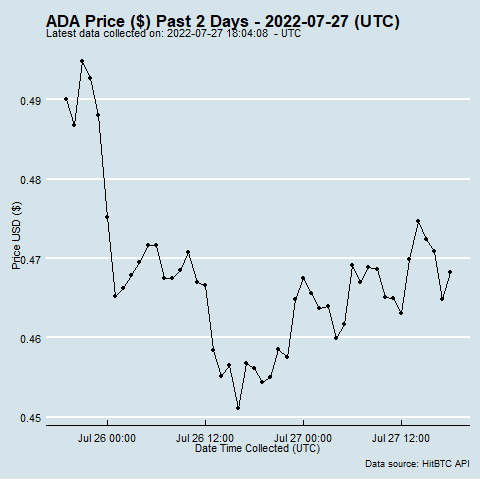 ADA Price ($) Past 2 Days - 2022-07-27 (UTC)
Latest data collected on: 2022-07-27 18:04:08 - UTC
Price USD ($)
0.49
0.48
0.47
0.46
0.45
Jul 26 00:00 Jul 26 12:00 Jul 27 00:00 Jul 27 12:00
Date Time Collected (UTC)
Data source: HitBTC API